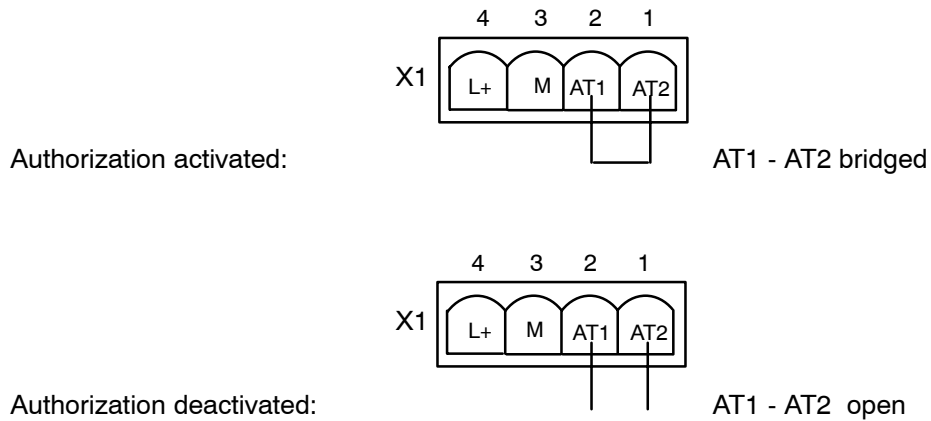 4 3 2 1
X1 L+ M AT1 AT2
Authorization activated: AT1 - AT2 bridged
4 3 2 1
X1 L+ M AT1 AT2
Authorization deactivated: AT1 - AT2 open